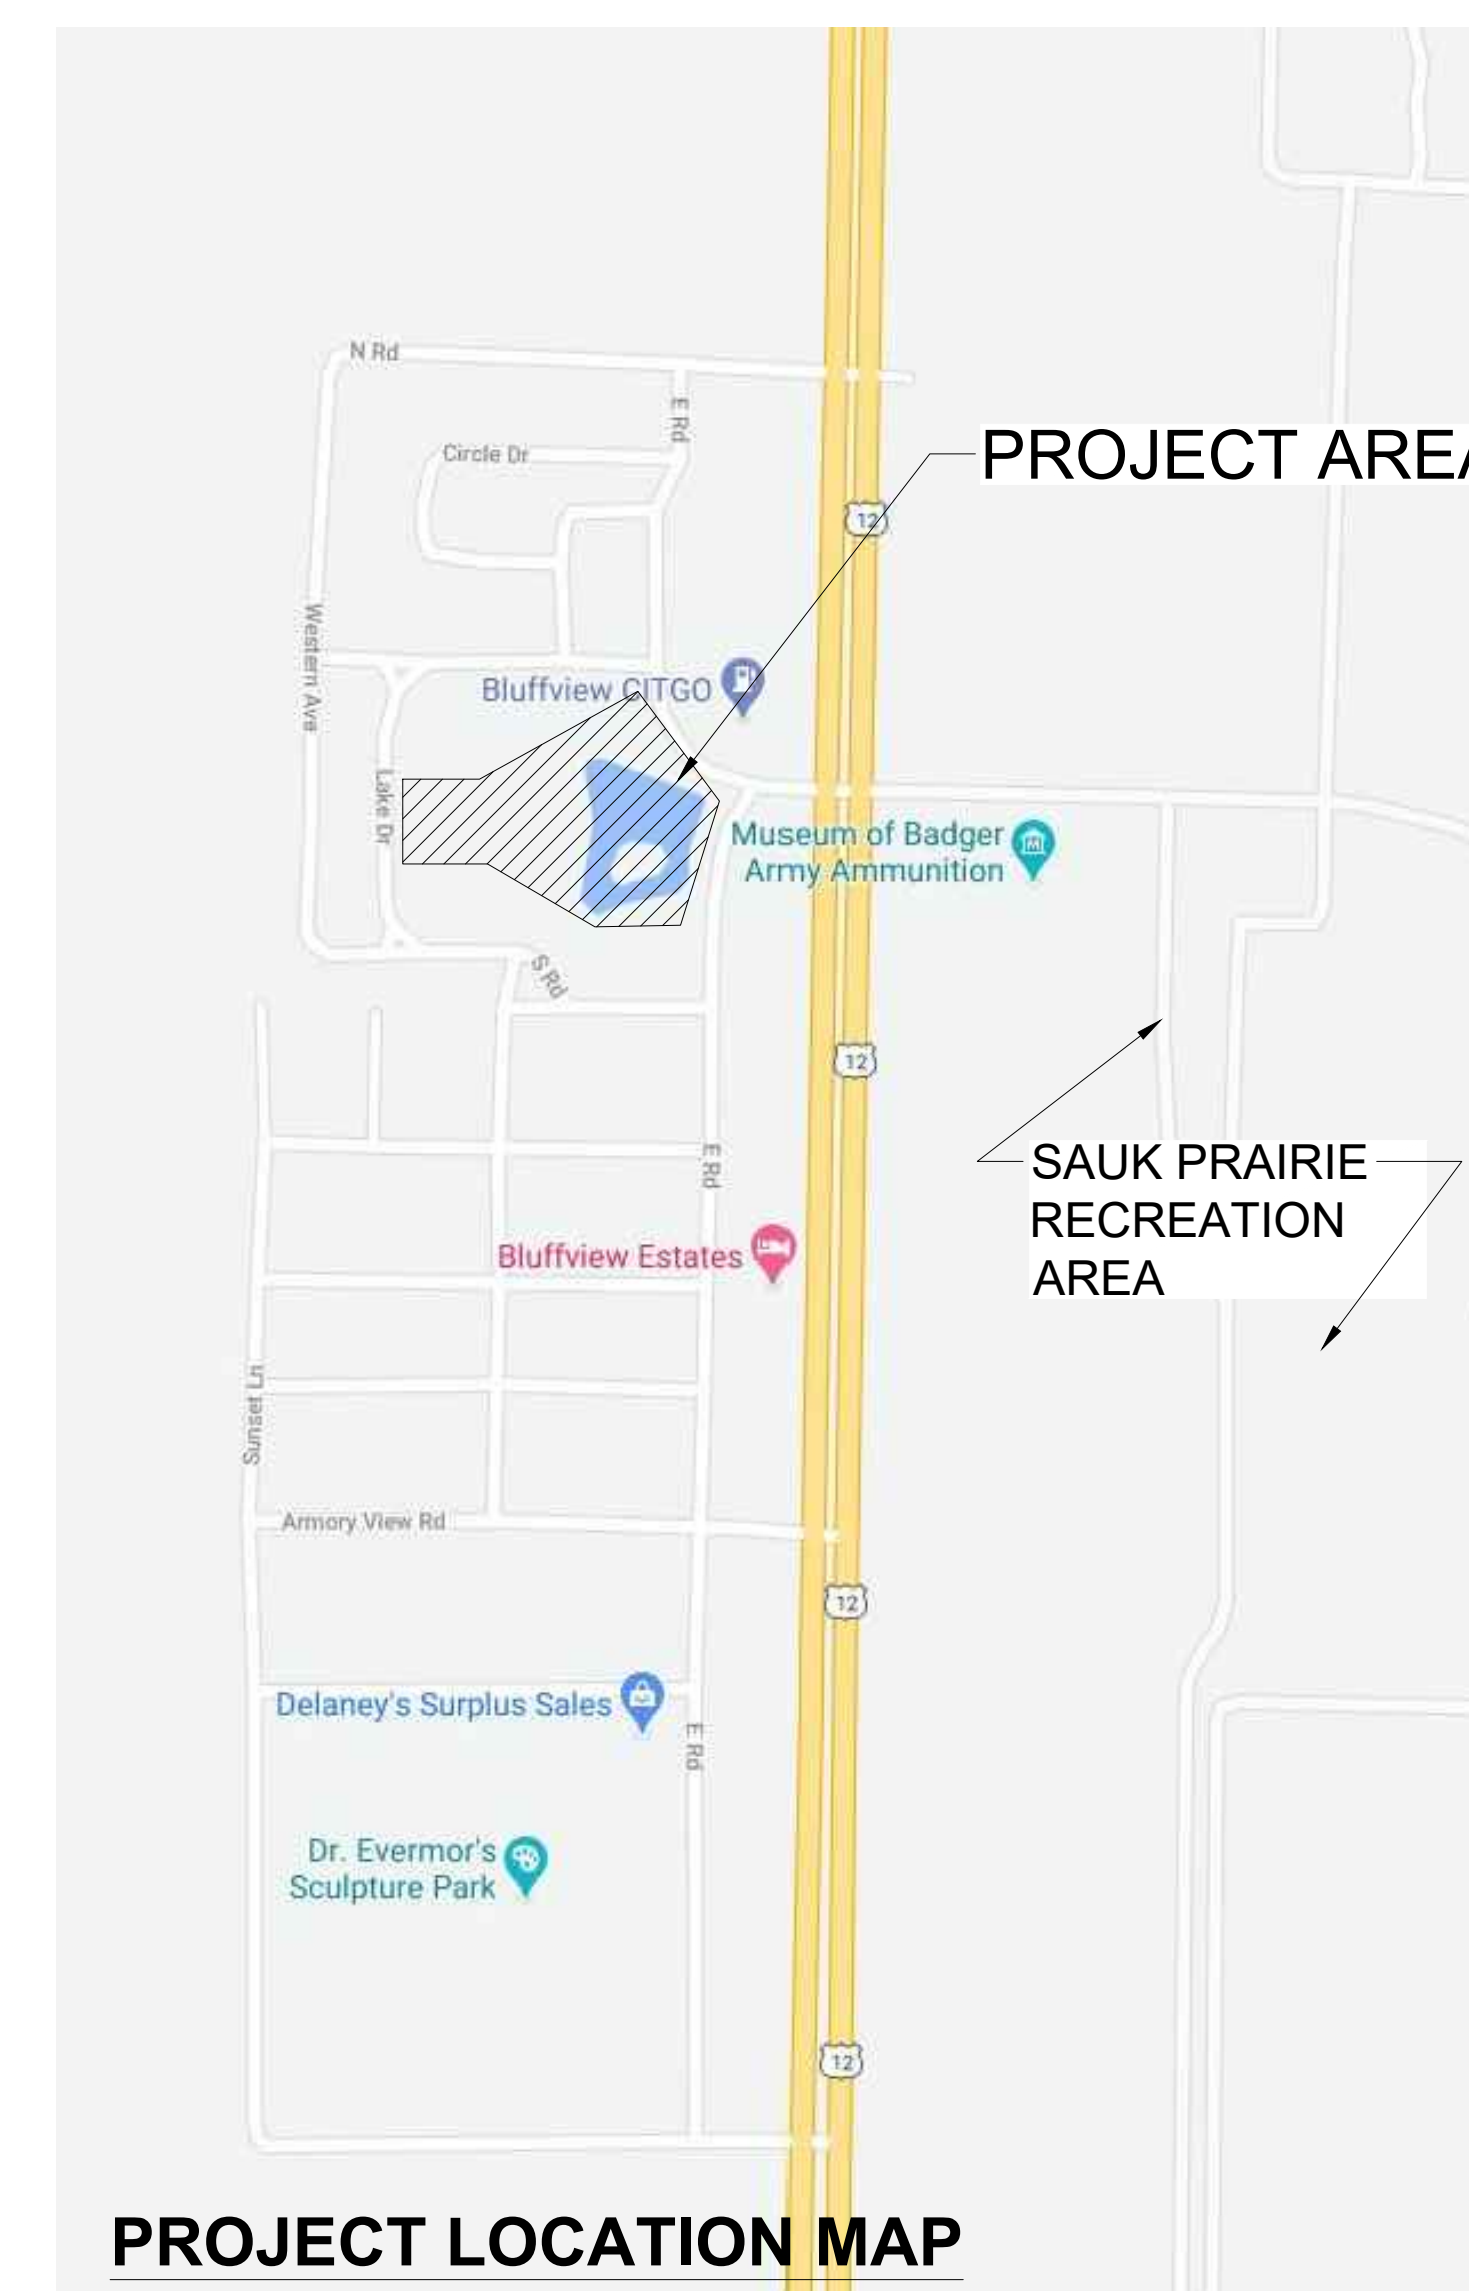 N Rd
E Rd
Circle Dr
PROJECT AREA
12
Western Ave
Bluffview CITGO
Lake Dr
Museum of Badger
Army Ammunition
S Rd
12
E Rd
SAUK PRAIRIE
RECREATION
AREA
Bluffview Estates
Sunset Ln
Armory View Rd
12
Delaney's Surplus Sales
E Rd
Dr. Evermor's
Sculpture Park
12
PROJECT LOCATION MAP